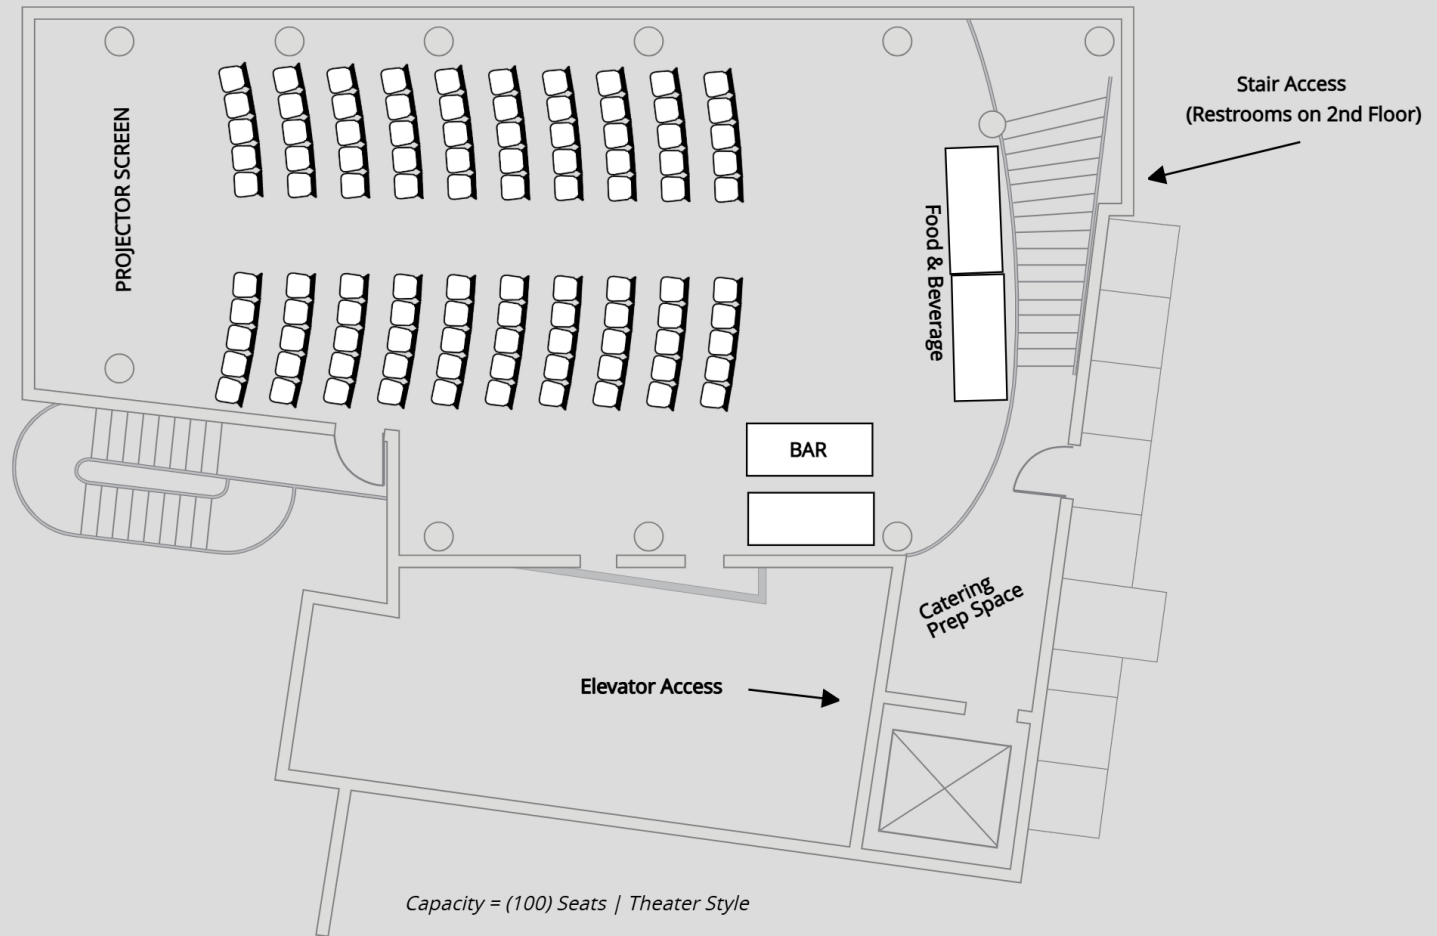 Stair Access
(Restrooms on 2nd Floor)
PROJECTOR SCREEN
Food & Beverage
BAR
Catering
Prep Space
Elevator Access
Capacity = (100) Seats | Theater Style